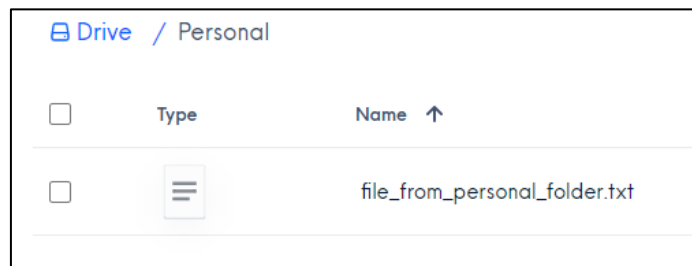 Drive / Personal
Type Name ↑
file_from_personal_folder.txt